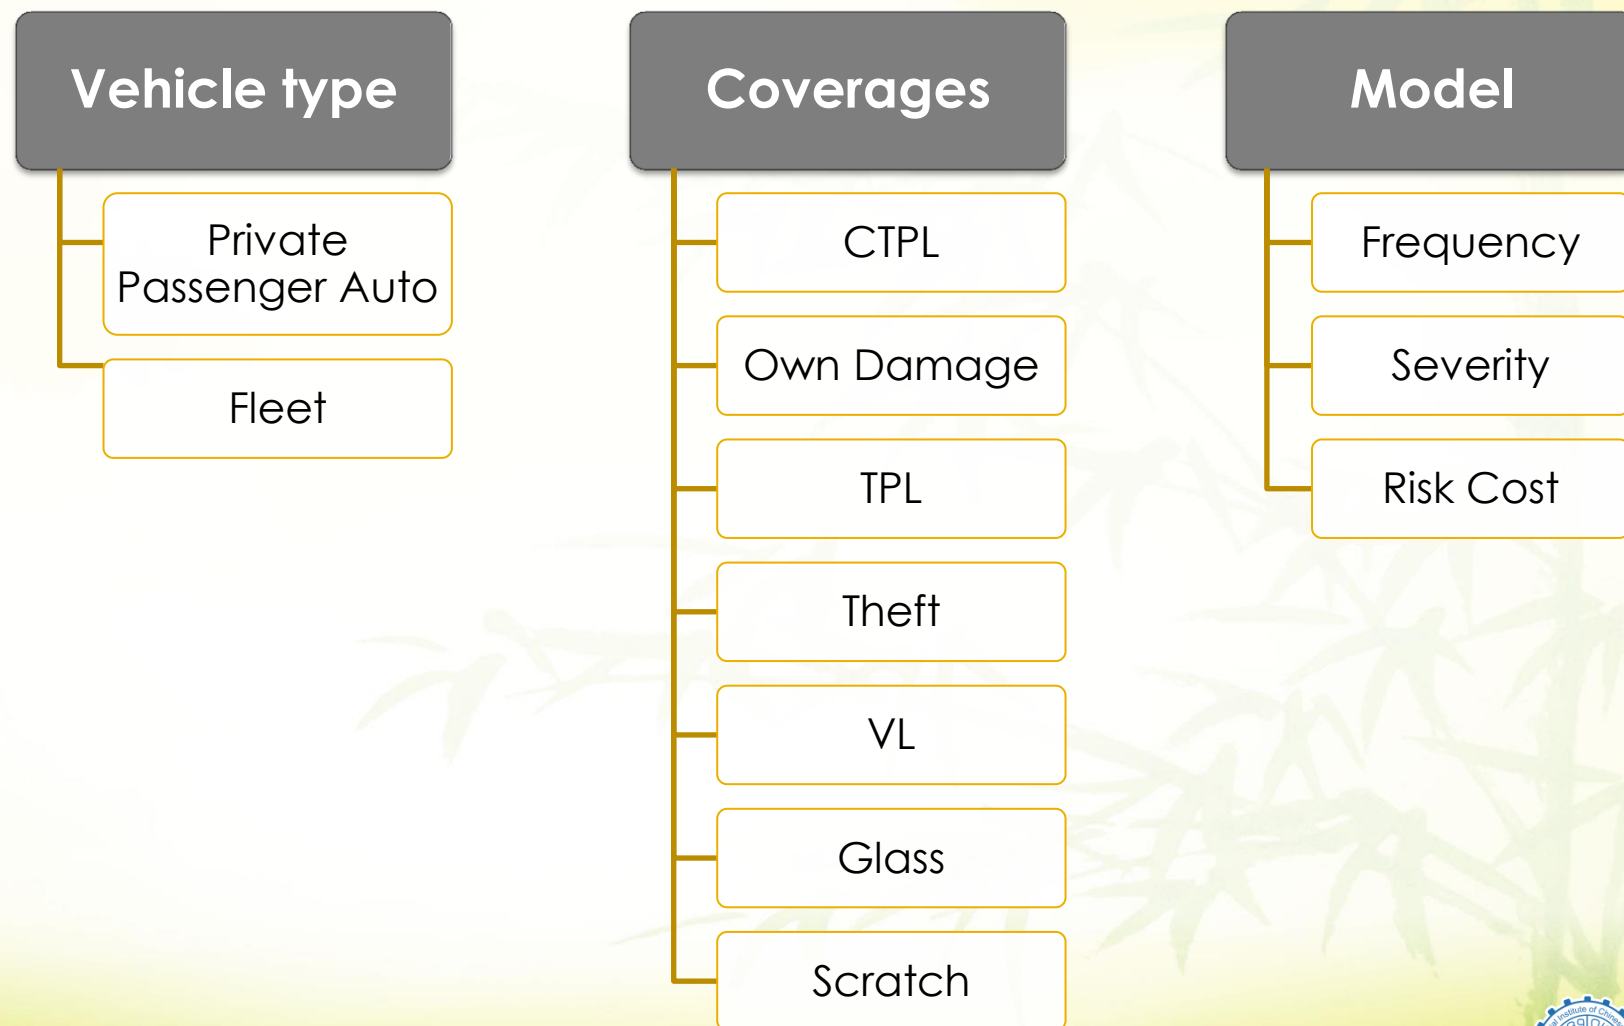 Vehicle type
Private
Passenger Auto
Fleet
Coverages
CTPL
Own Damage
TPL
Theft
VL
Glass
Scratch
Model
Frequency
Severity
Risk Cost